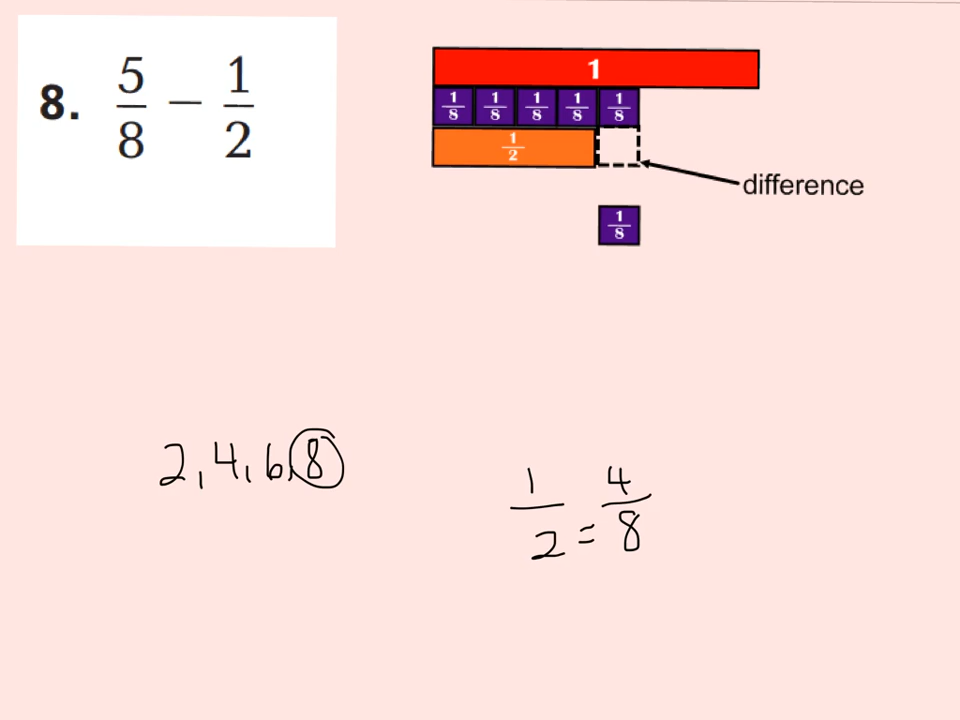 8. 5/8 − 1/2
1
1/8 1/8 1/8 1/8 1/8
1/2
difference
1/8
2, 4, 6, 8
1/2 = 4/8